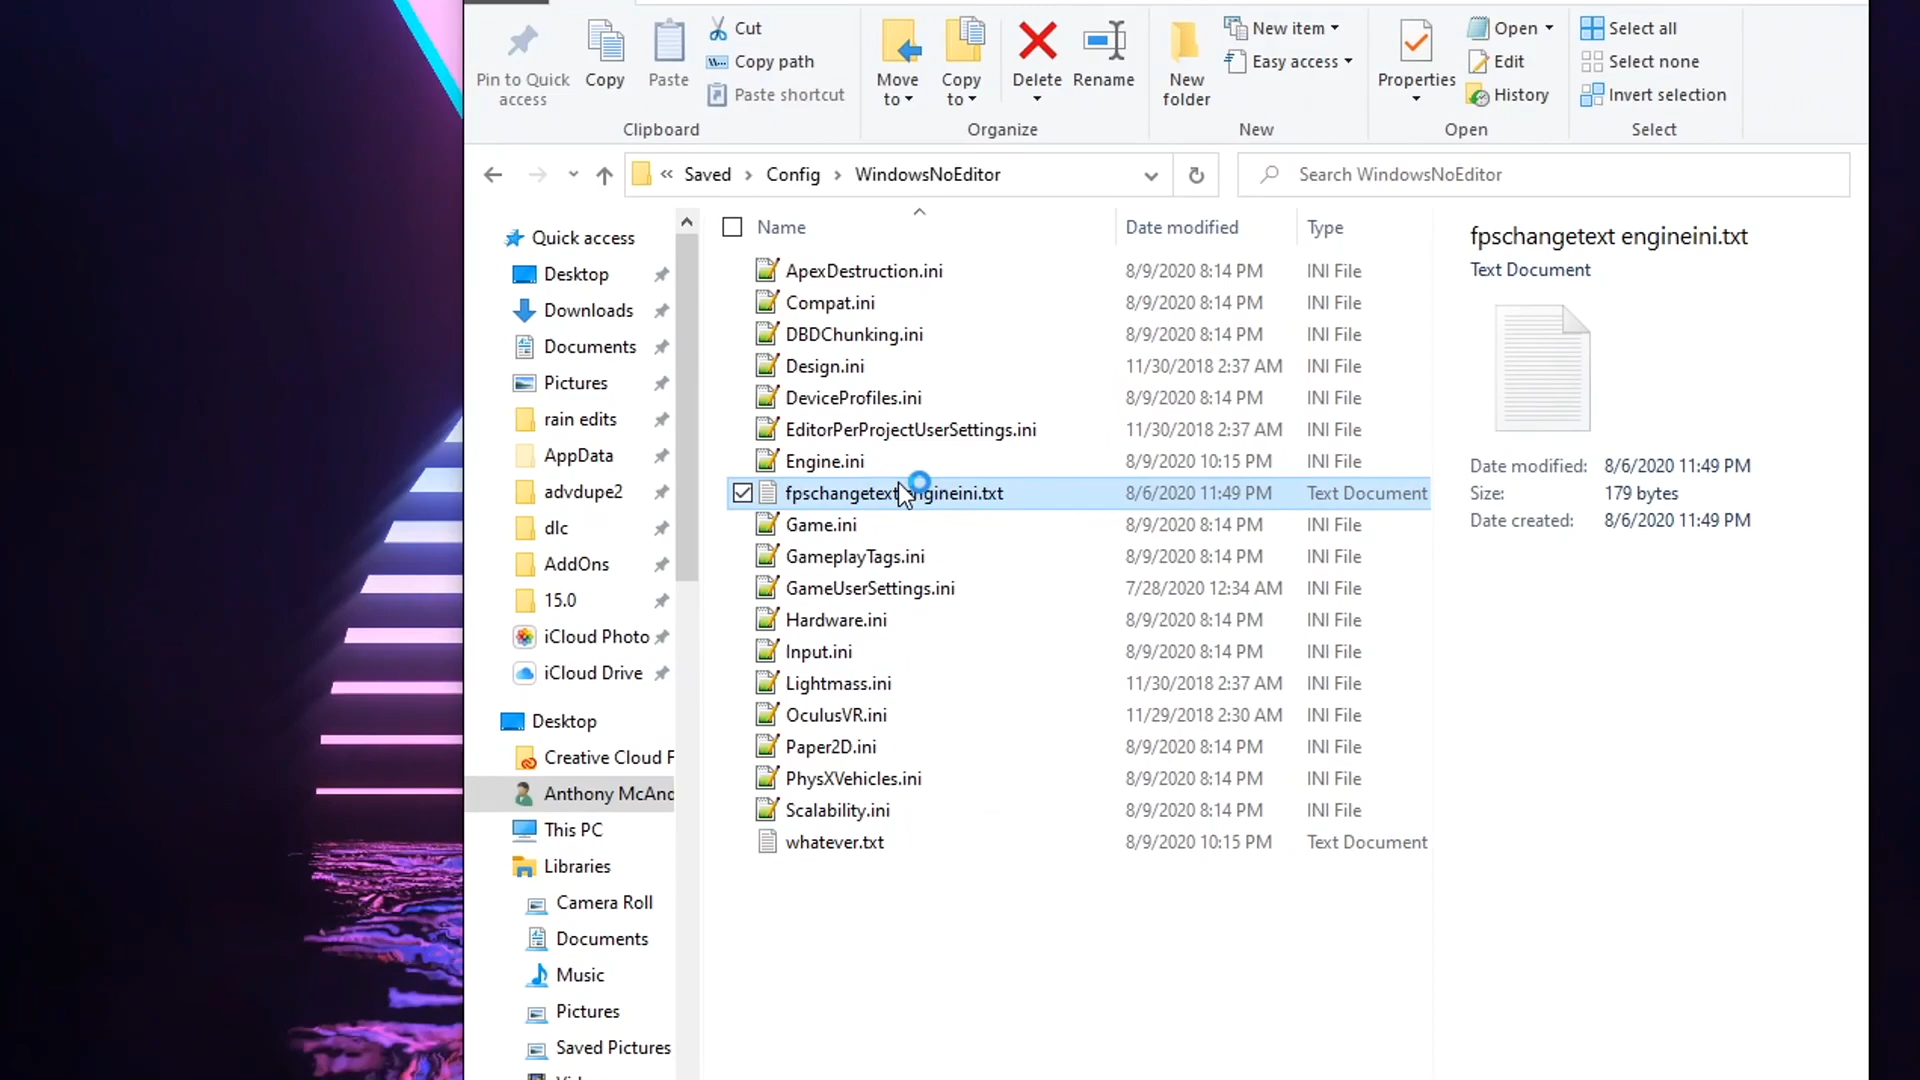 Pin to Quick access
Copy
Paste
Cut
Copy path
Paste shortcut
Clipboard
Move to
Copy to
Delete
Rename
Organize
New folder
New item
Easy access
New
Properties
Open
Edit
History
Open
Select all
Select none
Invert selection
Select
« Saved > Config > WindowsNoEditor
Search WindowsNoEditor
Quick access
Desktop
Downloads
Documents
Pictures
rain edits
AppData
advdupe2
dlc
AddOns
15.0
iCloud Photo
iCloud Drive
Desktop
Creative Cloud F
Anthony McAnd
This PC
Libraries
Camera Roll
Documents
Music
Pictures
Saved Pictures
Name Date modified Type
ApexDestruction.ini 8/9/2020 8:14 PM INI File
Compat.ini 8/9/2020 8:14 PM INI File
DBDChunking.ini 8/9/2020 8:14 PM INI File
Design.ini 11/30/2018 2:37 AM INI File
DeviceProfiles.ini 8/9/2020 8:14 PM INI File
EditorPerProjectUserSettings.ini 11/30/2018 2:37 AM INI File
Engine.ini 8/9/2020 10:15 PM INI File
fpschangetext engineini.txt 8/6/2020 11:49 PM Text Document
Game.ini 8/9/2020 8:14 PM INI File
GameplayTags.ini 8/9/2020 8:14 PM INI File
GameUserSettings.ini 7/28/2020 12:34 AM INI File
Hardware.ini 8/9/2020 8:14 PM INI File
Input.ini 8/9/2020 8:14 PM INI File
Lightmass.ini 11/30/2018 2:37 AM INI File
OculusVR.ini 11/29/2018 2:30 AM INI File
Paper2D.ini 8/9/2020 8:14 PM INI File
PhysXVehicles.ini 8/9/2020 8:14 PM INI File
Scalability.ini 8/9/2020 8:14 PM INI File
whatever.txt 8/9/2020 10:15 PM Text Document
fpschangetext engineini.txt
Text Document
Date modified: 8/6/2020 11:49 PM
Size: 179 bytes
Date created: 8/6/2020 11:49 PM